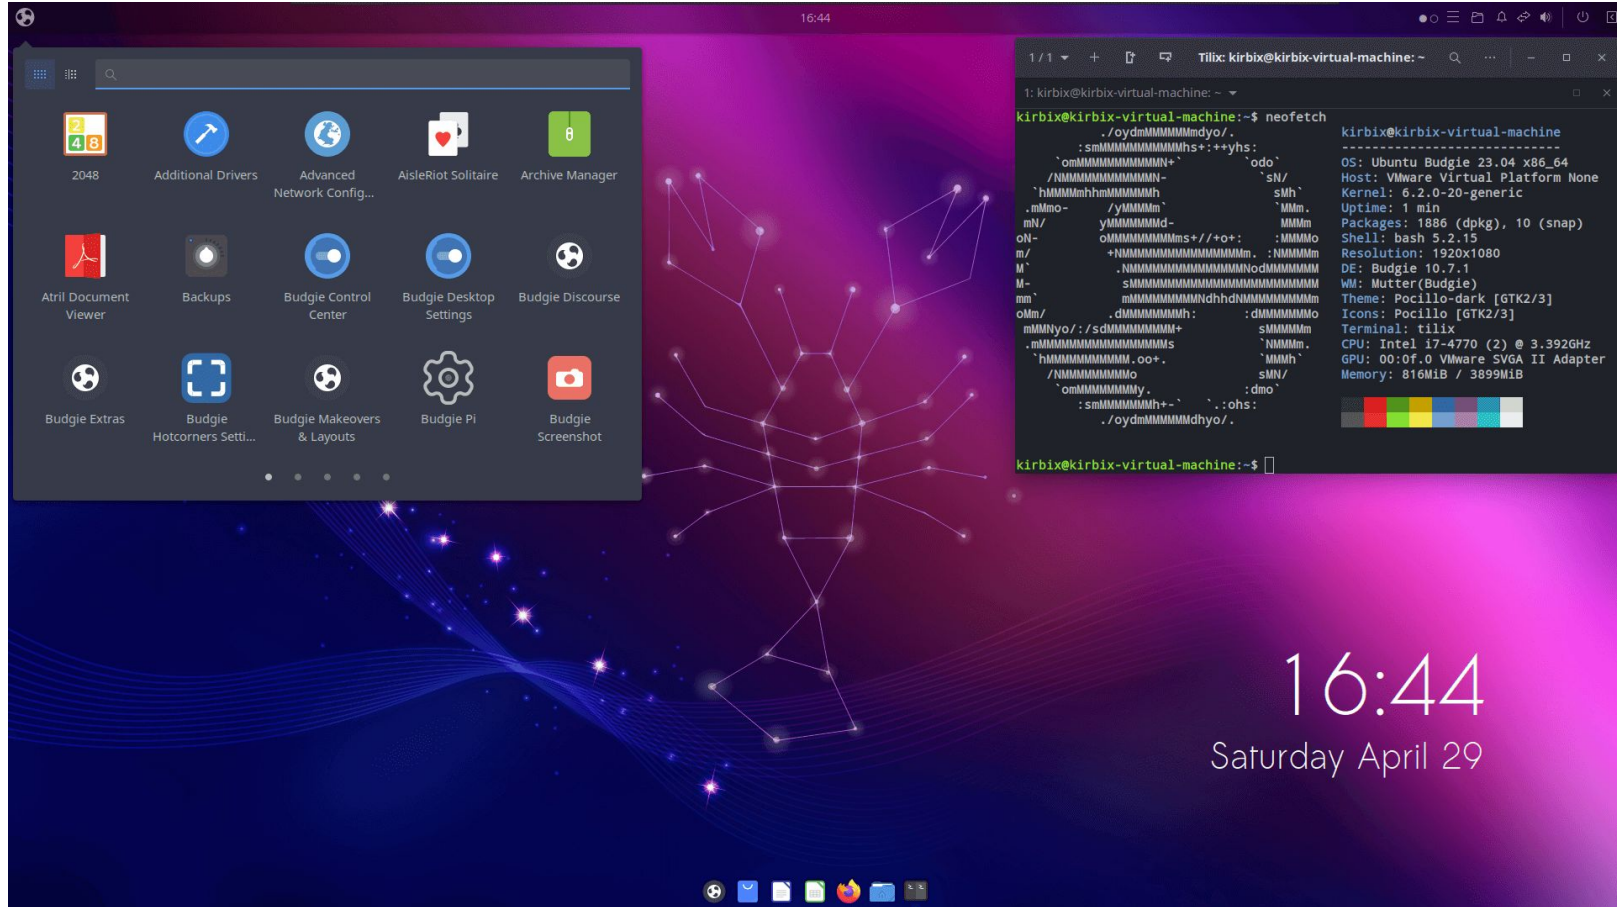 16:44
2048
Additional Drivers
Advanced
Network Config...
AisleRiot Solitaire
Archive Manager
Atril Document
Viewer
Backups
Budgie Control
Center
Budgie Desktop
Settings
Budgie Discourse
Budgie Extras
Budgie
Hotcorners Setti...
Budgie Makeovers
& Layouts
Budgie Pi
Budgie
Screenshot
1 / 1
Tilix: kirbix@kirbix-virtual-machine: ~
1: kirbix@kirbix-virtual-machine: ~
kirbix@kirbix-virtual-machine:~$ neofetch
kirbix@kirbix-virtual-machine
-----------------------------
OS: Ubuntu Budgie 23.04 x86_64
Host: VMware Virtual Platform None
Kernel: 6.2.0-20-generic
Uptime: 1 min
Packages: 1886 (dpkg), 10 (snap)
Shell: bash 5.2.15
Resolution: 1920x1080
DE: Budgie 10.7.1
WM: Mutter(Budgie)
Theme: Pocillo-dark [GTK2/3]
Icons: Pocillo [GTK2/3]
Terminal: tilix
CPU: Intel i7-4770 (2) @ 3.392GHz
GPU: 00:0f.0 VMware SVGA II Adapter
Memory: 816MiB / 3899MiB
kirbix@kirbix-virtual-machine:~$
16:44
Saturday April 29